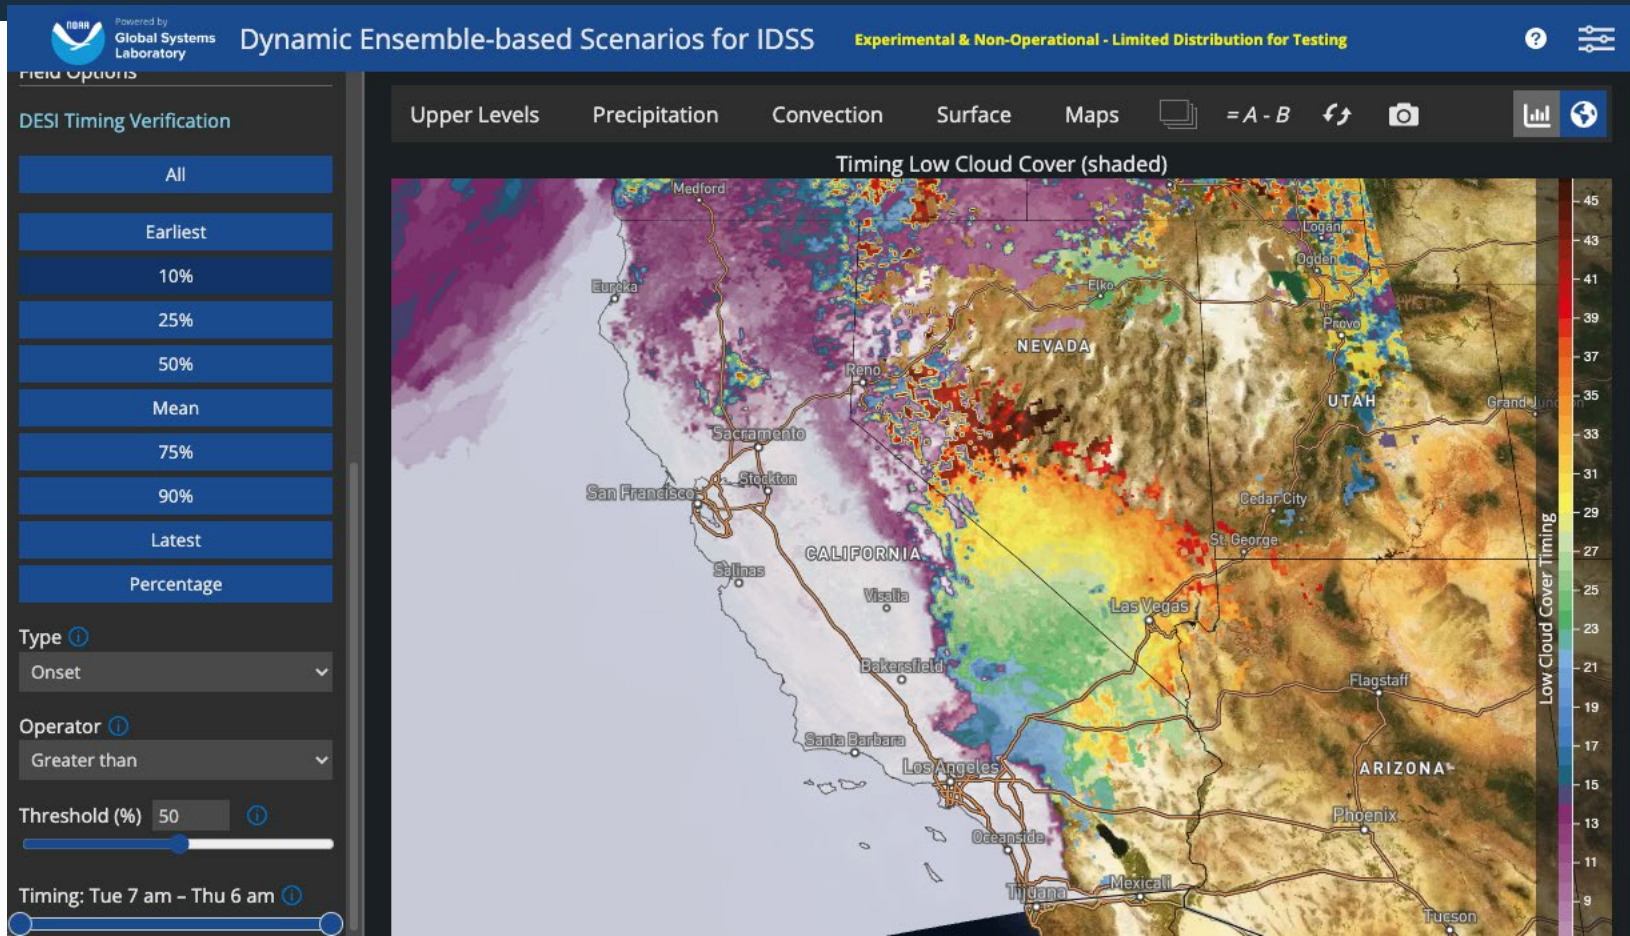 NOAA
Powered by
Global Systems
Laboratory
Dynamic Ensemble-based Scenarios for IDSS
Experimental & Non-Operational - Limited Distribution for Testing
?
Field Options
DESI Timing Verification
All
Earliest
10%
25%
50%
Mean
75%
90%
Latest
Percentage
Type
Onset
Operator
Greater than
Threshold (%) 50
Timing: Tue 7 am – Thu 6 am
Upper Levels Precipitation Convection Surface Maps = A - B
Timing Low Cloud Cover (shaded)
Medford
Logan
Ogden
Eureka
Elko
Provo
NEVADA
Reno
UTAH
Grand Junction
Sacramento
Stockton
San Francisco
Cedar City
St. George
CALIFORNIA
Salinas
Visalia
Las Vegas
Bakersfield
Flagstaff
Santa Barbara
Los Angeles
ARIZONA
Phoenix
Oceanside
Mexicali
Tijuana
Tucson
Low Cloud Cover Timing
45
43
41
39
37
35
33
31
29
27
25
23
21
19
17
15
13
11
9